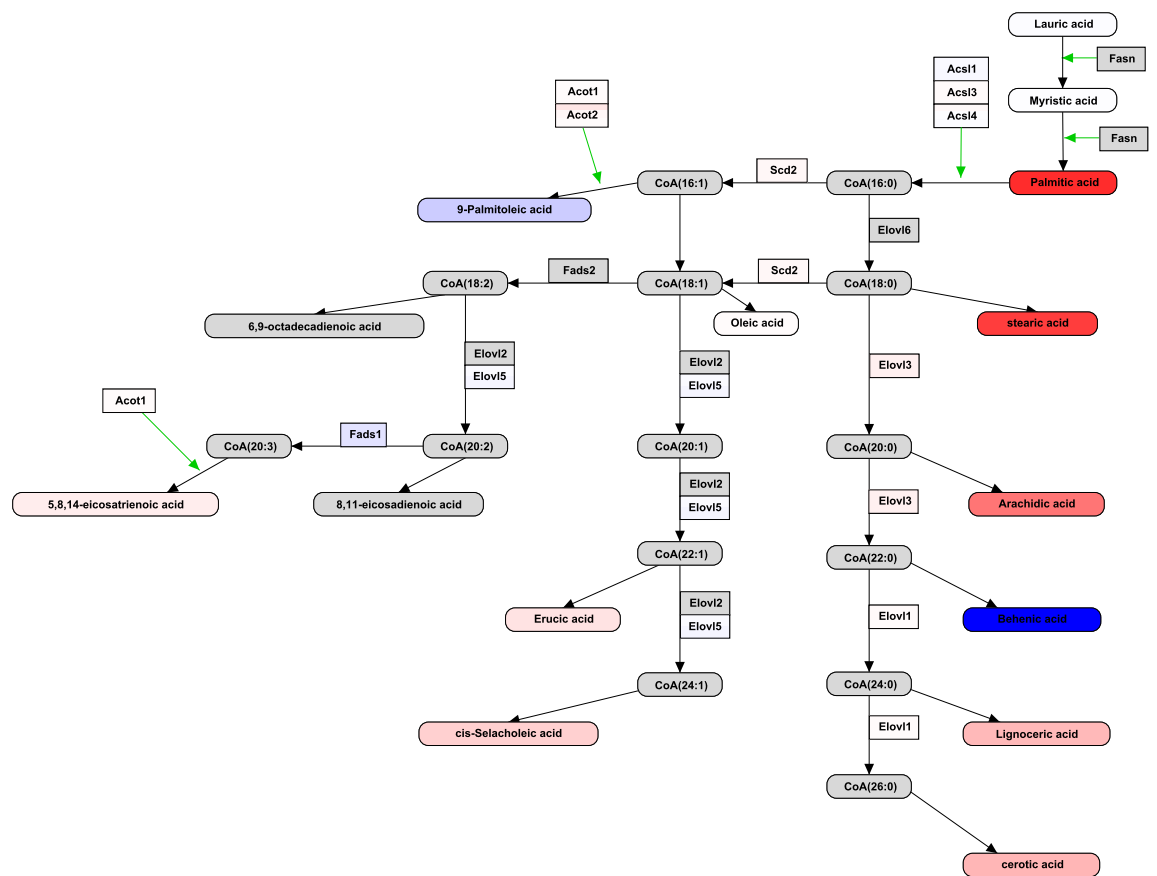 Lauric acid
Fasn
Acsl1
Acot1
Acsl3
Myristic acid
Acot2
Acsl4
Fasn
Scd2
CoA(16:1)
CoA(16:0)
Palmitic acid
9-Palmitoleic acid
Elovl6
Fads2
Scd2
CoA(18:2)
CoA(18:1)
CoA(18:0)
6,9-octadecadienoic acid
Oleic acid
stearic acid
Elovl2
Elovl2
Elovl3
Elovl5
Elovl5
Acot1
Fads1
CoA(20:3)
CoA(20:2)
CoA(20:1)
CoA(20:0)
Elovl2
5,8,14-eicosatrienoic acid
8,11-eicosadienoic acid
Elovl5
Elovl3
Arachidic acid
CoA(22:1)
CoA(22:0)
Elovl2
Erucic acid
Elovl5
Elovl1
Behenic acid
CoA(24:1)
CoA(24:0)
cis-Selacholeic acid
Elovl1
Lignoceric acid
CoA(26:0)
cerotic acid